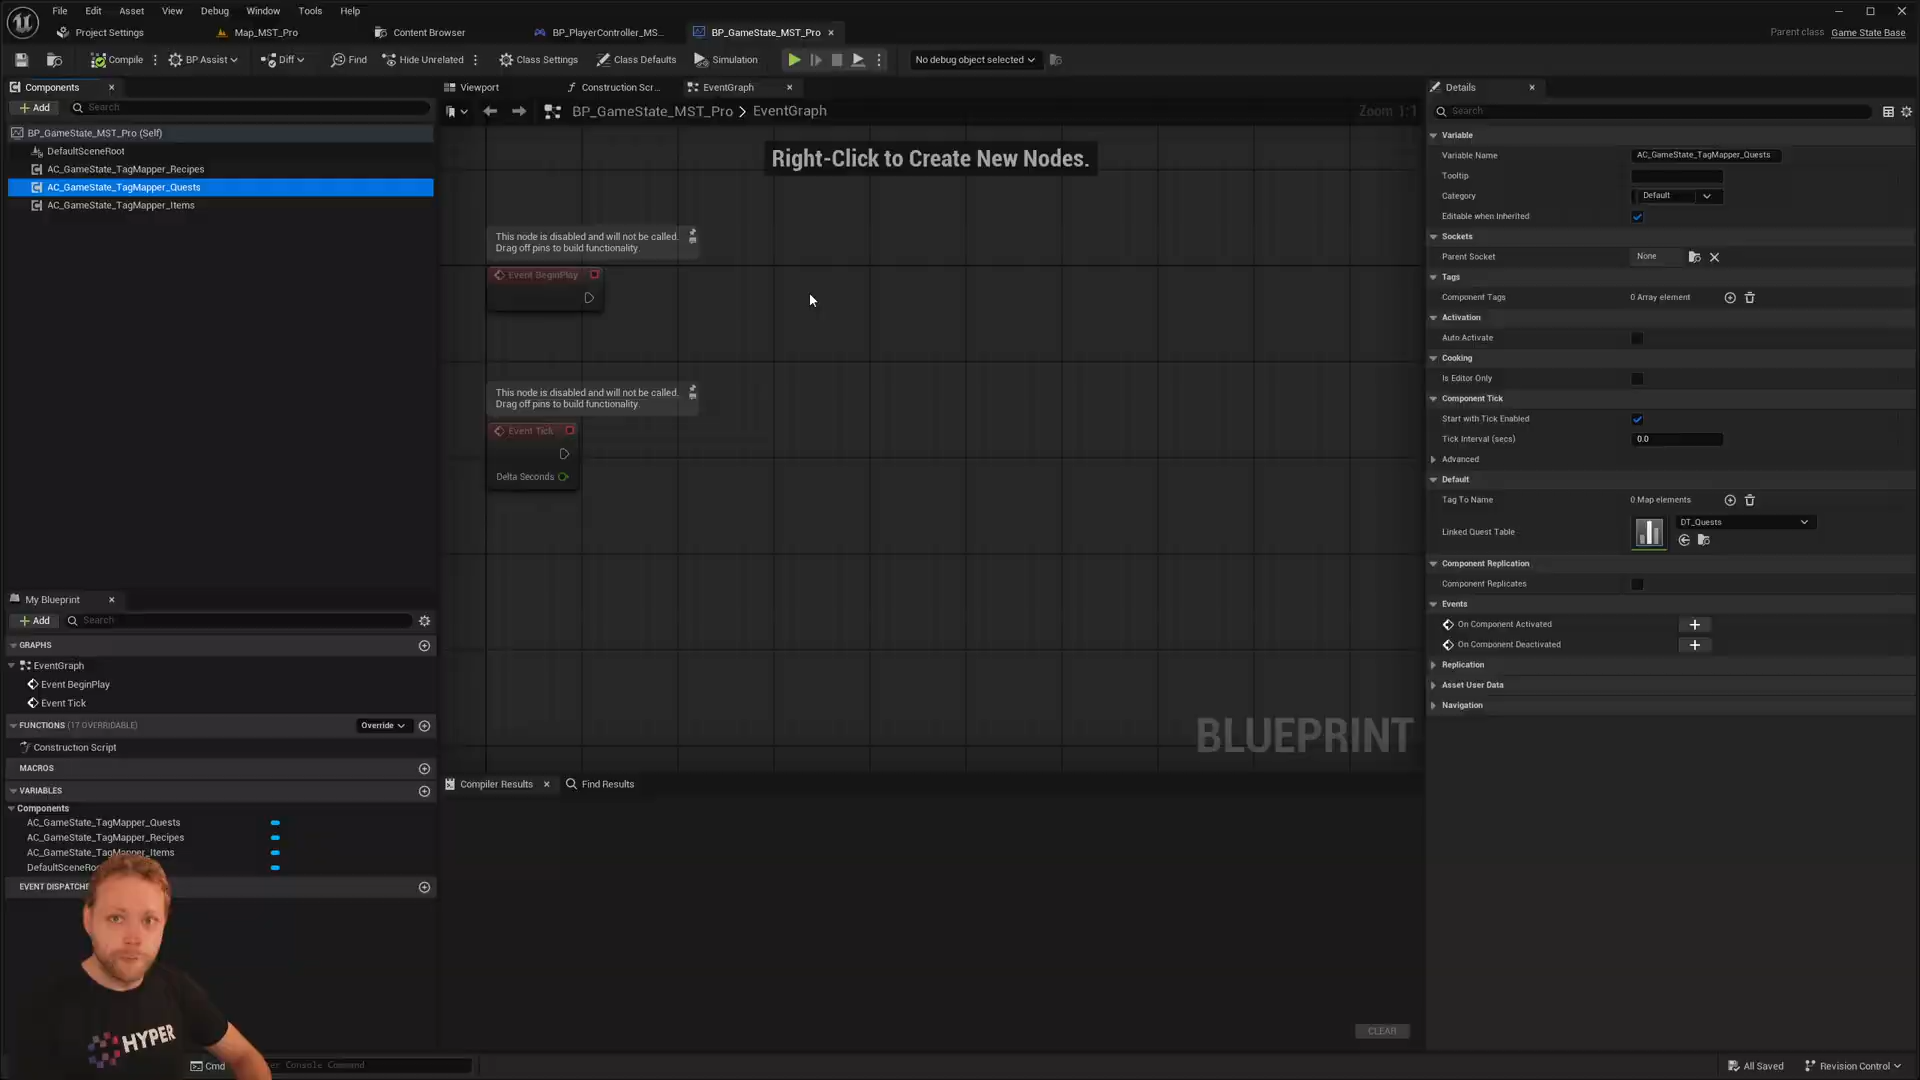 File Edit Asset View Debug Window Tools Help
Project Settings Map_MST_Pro Content Browser BP_PlayerController_MS... BP_GameState_MST_Pro
Parent class Game State Base
Compile BP Assist Diff Find Hide Unrelated Class Settings Class Defaults Simulation No debug object selected
Components
Add Search
BP_GameState_MST_Pro (Self)
DefaultSceneRoot
AC_GameState_TagMapper_Recipes
AC_GameState_TagMapper_Quests
AC_GameState_TagMapper_Items
My Blueprint
Add Search
GRAPHS
EventGraph
Event BeginPlay
Event Tick
FUNCTIONS (17 OVERRIDABLE) Override
Construction Script
MACROS
VARIABLES
Components
AC_GameState_TagMapper_Quests
AC_GameState_TagMapper_Recipes
AC_GameState_TagMapper_Items
DefaultSceneRo
EVENT DISPATCHE
HYPER
Cmd
er Console Command
Viewport Construction Scr... EventGraph
BP_GameState_MST_Pro > EventGraph Zoom 1:1
Right-Click to Create New Nodes.
This node is disabled and will not be called.
Drag off pins to build functionality.
Event BeginPlay
This node is disabled and will not be called.
Drag off pins to build functionality.
Event Tick
Delta Seconds
BLUEPRINT
Compiler Results Find Results
CLEAR
Details
Search
Variable
Variable Name AC_GameState_TagMapper_Quests
Tooltip
Category Default
Editable when Inherited
Sockets
Parent Socket None
Tags
Component Tags 0 Array element
Activation
Auto Activate
Cooking
Is Editor Only
Component Tick
Start with Tick Enabled
Tick Interval (secs) 0.0
Advanced
Default
Tag To Name 0 Map elements
Linked Quest Table DT_Quests
Component Replication
Component Replicates
Events
On Component Activated
On Component Deactivated
Replication
Asset User Data
Navigation
All Saved Revision Control